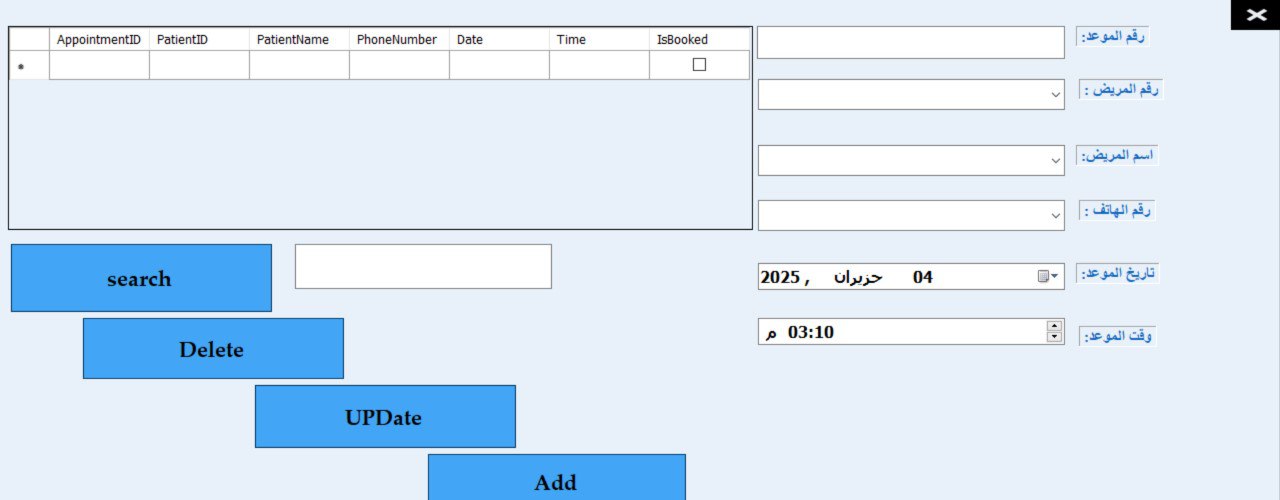 AppointmentID PatientID PatientName PhoneNumber Date Time IsBooked
رقم الموعد:
رقم المريض :
اسم المريض:
رقم الهاتف :
تاريخ الموعد:
04 حزيران , 2025
وقت الموعد:
03:10 م
search
Delete
UPDate
Add